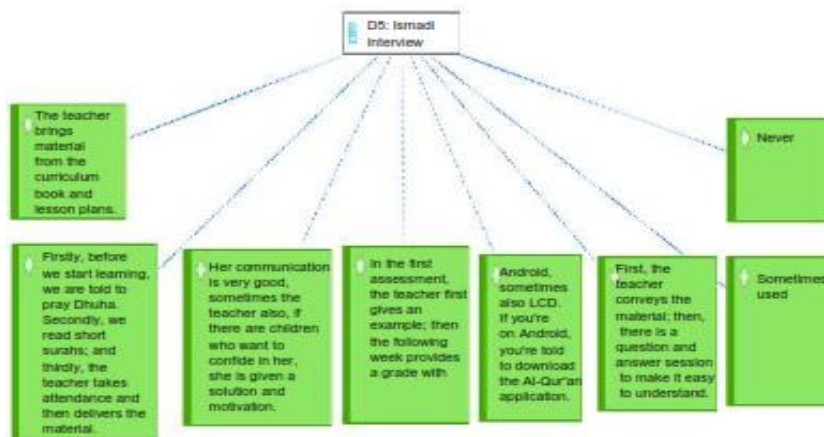 D5: Ismadi
Interview
The teacher
brings
material
from the
curriculum
book and
lesson plans.
Never
Firstly, before
we start learning,
we are told to
pray Dhuha.
Secondly, we
read short
surahs; and
thirdly, the
teacher takes
attendance and
then delivers the
material.
Her communication
is very good,
sometimes the
teacher also, if
there are children
who want to
confide in her,
she is given a
solution and
motivation.
In the first
assessment,
the teacher first
gives an
example; then
the following
week provides
a grade with
Android,
sometimes
also LCD.
If you're
on Android,
you're told
to download
the Al-Qur'an
application.
First, the
teacher
conveys the
material; then,
there is a
question and
answer session
to make it easy
to understand.
Sometimes
used